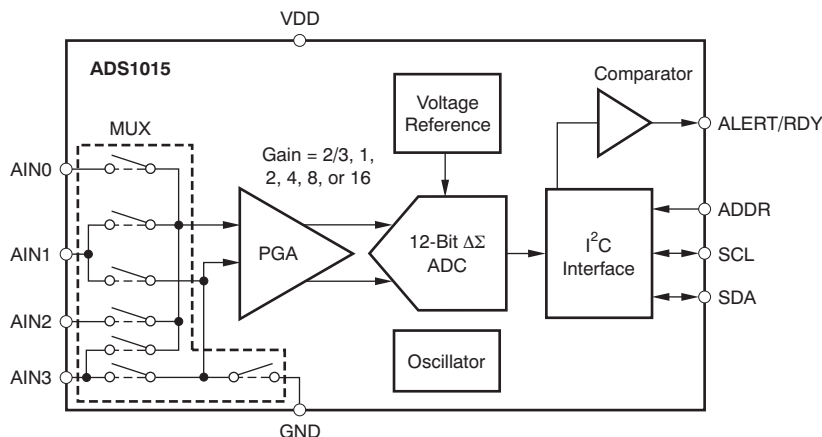 VDD
ADS1015
Comparator
MUX
Voltage
Reference
ALERT/RDY
Gain = 2/3, 1,
2, 4, 8, or 16
AIN0
ADDR
AIN1
PGA
12-Bit ΔΣ
ADC
I²C
Interface
SCL
SDA
AIN2
Oscillator
AIN3
GND